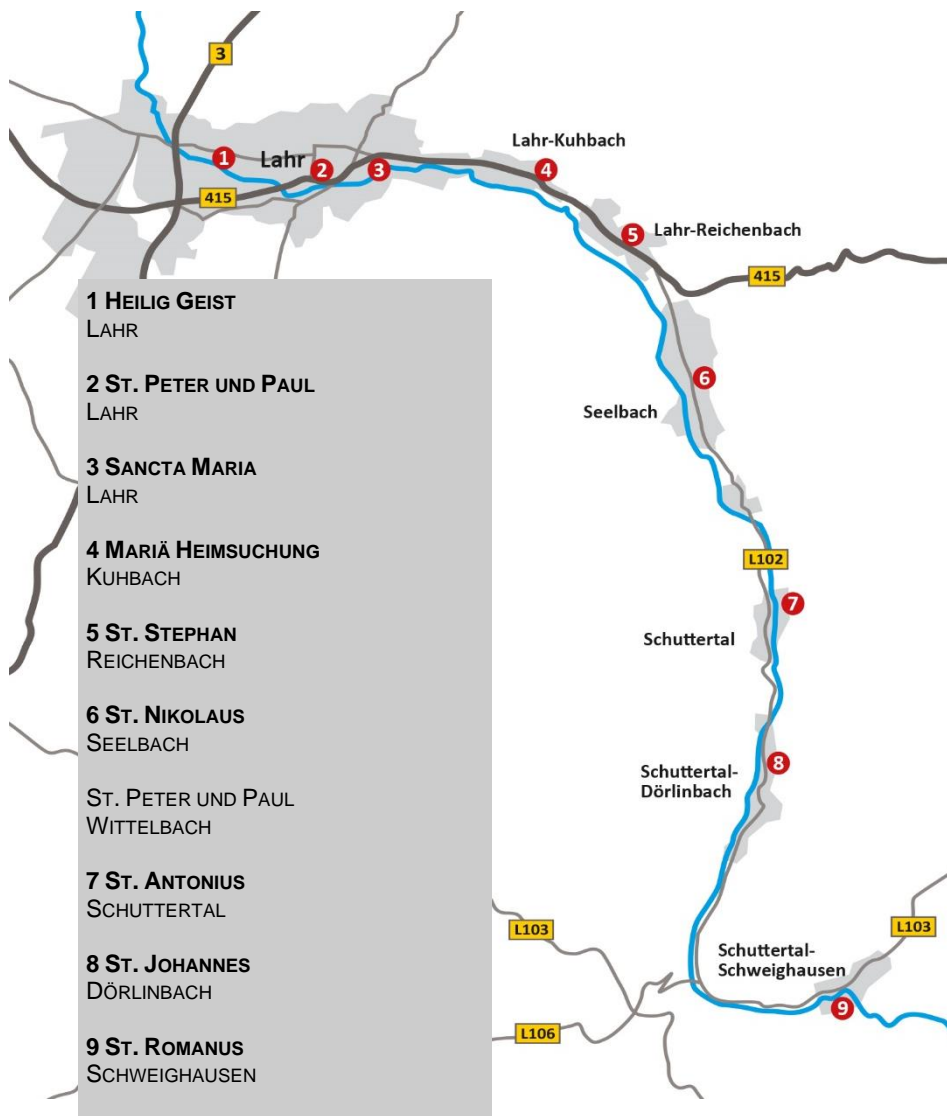 3
Lahr-Kuhbach
1
Lahr
2
3
4
415
5
Lahr-Reichenbach
415
1 HEILIG GEIST
LAHR
2 ST. PETER UND PAUL
LAHR
3 SANCTA MARIA
LAHR
4 MARIÄ HEIMSUCHUNG
KUHBACH
5 ST. STEPHAN
REICHENBACH
6 ST. NIKOLAUS
SEELBACH
ST. PETER UND PAUL
WITTELBACH
7 ST. ANTONIUS
SCHUTTERTAL
8 ST. JOHANNES
DÖRLINBACH
9 ST. ROMANUS
SCHWEIGHAUSEN
6
Seelbach
L102
7
Schuttertal
8
Schuttertal-
Dörlinbach
L103
L103
Schuttertal-
Schweighausen
9
L106